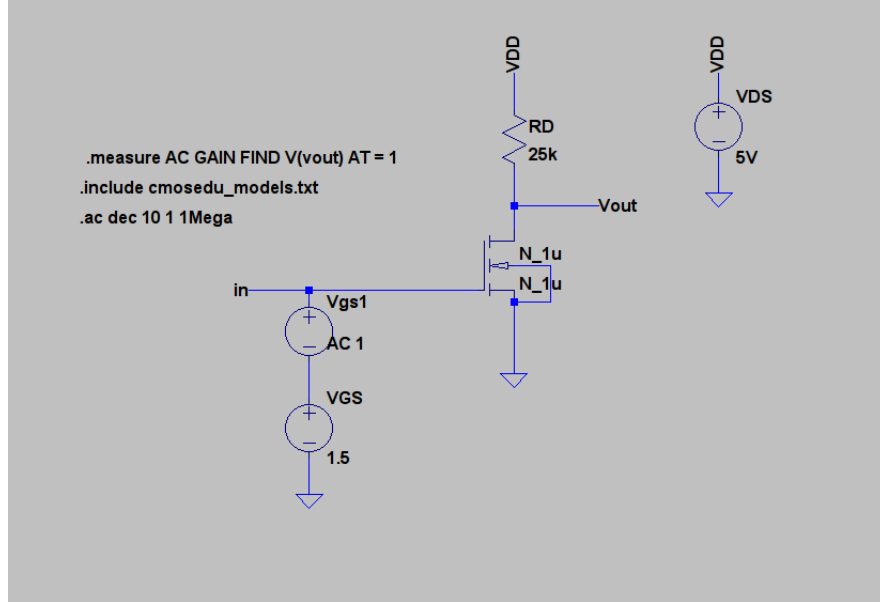 VDD
VDD
VDS
5V
RD
25k
.measure AC GAIN FIND V(vout) AT = 1
.include cmosedu_models.txt
.ac dec 10 1 1Mega
Vout
N_1u
N_1u
in
Vgs1
AC 1
VGS
1.5